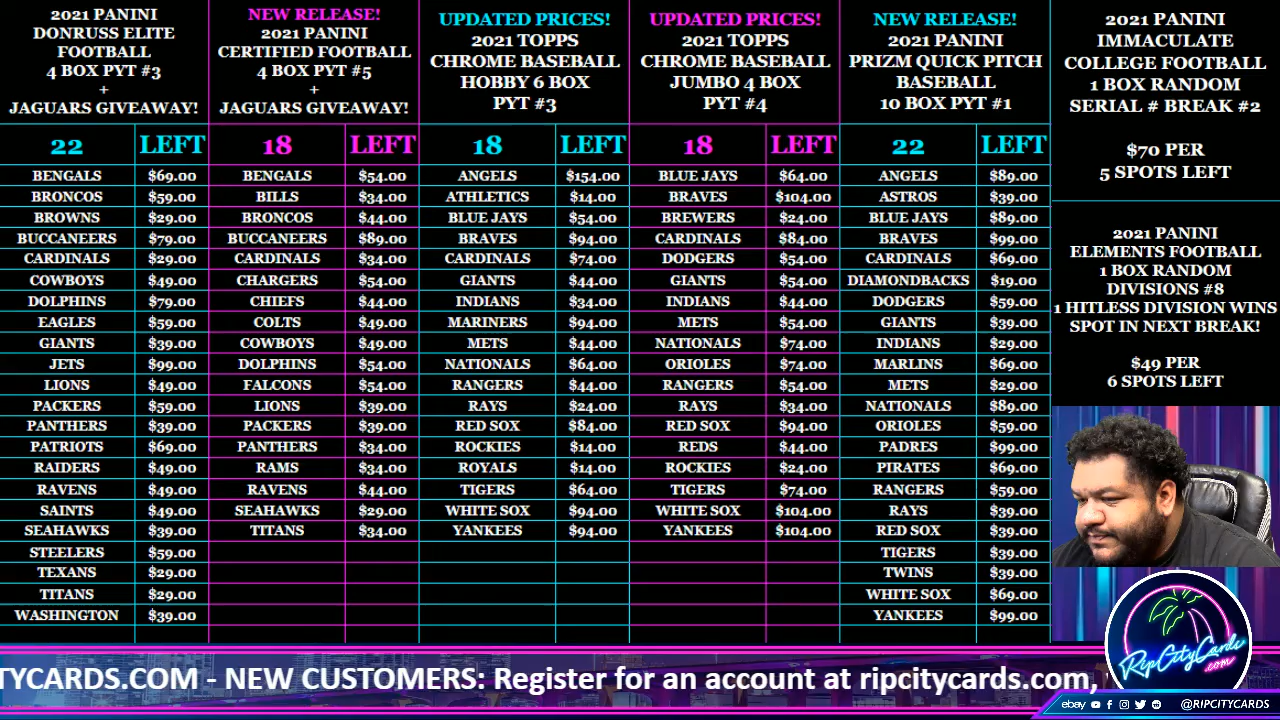 2021 PANINI
DONRUSS ELITE
FOOTBALL
4 BOX PYT #3
+
JAGUARS GIVEAWAY!
22 LEFT
BENGALS $69.00
BRONCOS $59.00
BROWNS $29.00
BUCCANEERS $79.00
CARDINALS $29.00
COWBOYS $49.00
DOLPHINS $79.00
EAGLES $59.00
GIANTS $39.00
JETS $99.00
LIONS $49.00
PACKERS $59.00
PANTHERS $39.00
PATRIOTS $69.00
RAIDERS $49.00
RAVENS $49.00
SAINTS $49.00
SEAHAWKS $39.00
STEELERS $59.00
TEXANS $29.00
TITANS $29.00
WASHINGTON $39.00
NEW RELEASE!
2021 PANINI
CERTIFIED FOOTBALL
4 BOX PYT #5
+
JAGUARS GIVEAWAY!
18 LEFT
BENGALS $54.00
BILLS $34.00
BRONCOS $44.00
BUCCANEERS $89.00
CARDINALS $34.00
CHARGERS $54.00
CHIEFS $44.00
COLTS $49.00
COWBOYS $49.00
DOLPHINS $54.00
FALCONS $54.00
LIONS $39.00
PACKERS $39.00
PANTHERS $34.00
RAMS $34.00
RAVENS $44.00
SEAHAWKS $29.00
TITANS $34.00
UPDATED PRICES!
2021 TOPPS
CHROME BASEBALL
HOBBY 6 BOX
PYT #3
18 LEFT
ANGELS $154.00
ATHLETICS $14.00
BLUE JAYS $54.00
BRAVES $94.00
CARDINALS $74.00
GIANTS $44.00
INDIANS $34.00
MARINERS $94.00
METS $44.00
NATIONALS $64.00
RANGERS $44.00
RAYS $24.00
RED SOX $84.00
ROCKIES $14.00
ROYALS $14.00
TIGERS $64.00
WHITE SOX $94.00
YANKEES $94.00
UPDATED PRICES!
2021 TOPPS
CHROME BASEBALL
JUMBO 4 BOX
PYT #4
18 LEFT
BLUE JAYS $64.00
BRAVES $104.00
BREWERS $24.00
CARDINALS $84.00
DODGERS $54.00
GIANTS $54.00
INDIANS $44.00
METS $54.00
NATIONALS $74.00
ORIOLES $74.00
RANGERS $54.00
RAYS $34.00
RED SOX $94.00
REDS $44.00
ROCKIES $24.00
TIGERS $74.00
WHITE SOX $104.00
YANKEES $104.00
NEW RELEASE!
2021 PANINI
PRIZM QUICK PITCH
BASEBALL
10 BOX PYT #1
22 LEFT
ANGELS $89.00
ASTROS $39.00
BLUE JAYS $89.00
BRAVES $99.00
CARDINALS $69.00
DIAMONDBACKS $19.00
DODGERS $59.00
GIANTS $39.00
INDIANS $29.00
MARLINS $69.00
METS $29.00
NATIONALS $89.00
ORIOLES $59.00
PADRES $99.00
PIRATES $69.00
RANGERS $59.00
RAYS $39.00
RED SOX $39.00
TIGERS $39.00
TWINS $39.00
WHITE SOX $69.00
YANKEES $99.00
2021 PANINI
IMMACULATE
COLLEGE FOOTBALL
1 BOX RANDOM
SERIAL # BREAK #2
$70 PER
5 SPOTS LEFT
2021 PANINI
ELEMENTS FOOTBALL
1 BOX RANDOM
DIVISIONS #8
1 HITLESS DIVISION WINS
SPOT IN NEXT BREAK!
$49 PER
6 SPOTS LEFT
RipCityCards
.com
TYCARDS.COM - NEW CUSTOMERS: Register for an account at ripcitycards.com,
ebay @RIPCITYCARDS